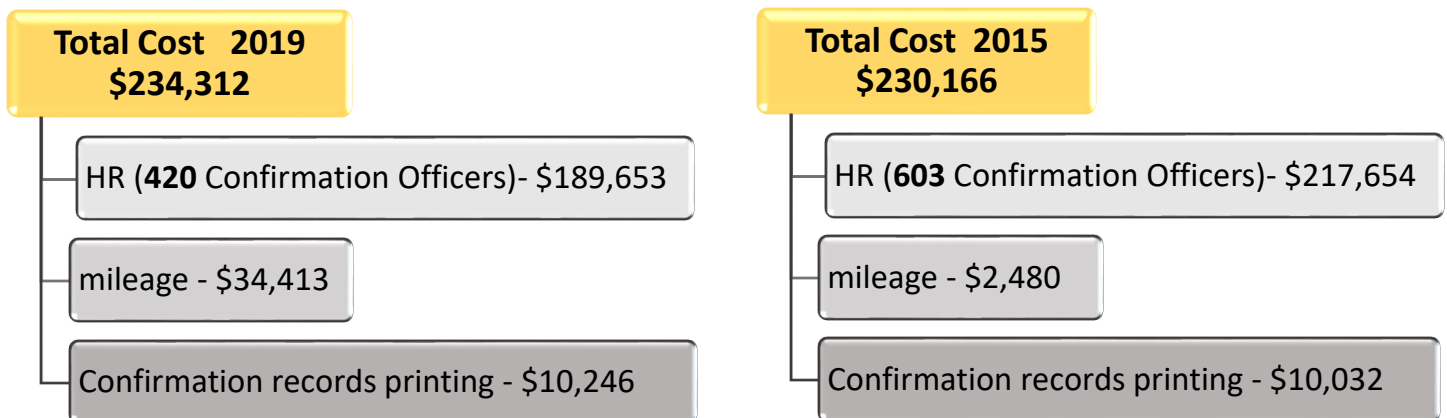 Total Cost 2019
$234,312
HR (420 Confirmation Officers)- $189,653
mileage - $34,413
Confirmation records printing - $10,246
Total Cost 2015
$230,166
HR (603 Confirmation Officers)- $217,654
mileage - $2,480
Confirmation records printing - $10,032